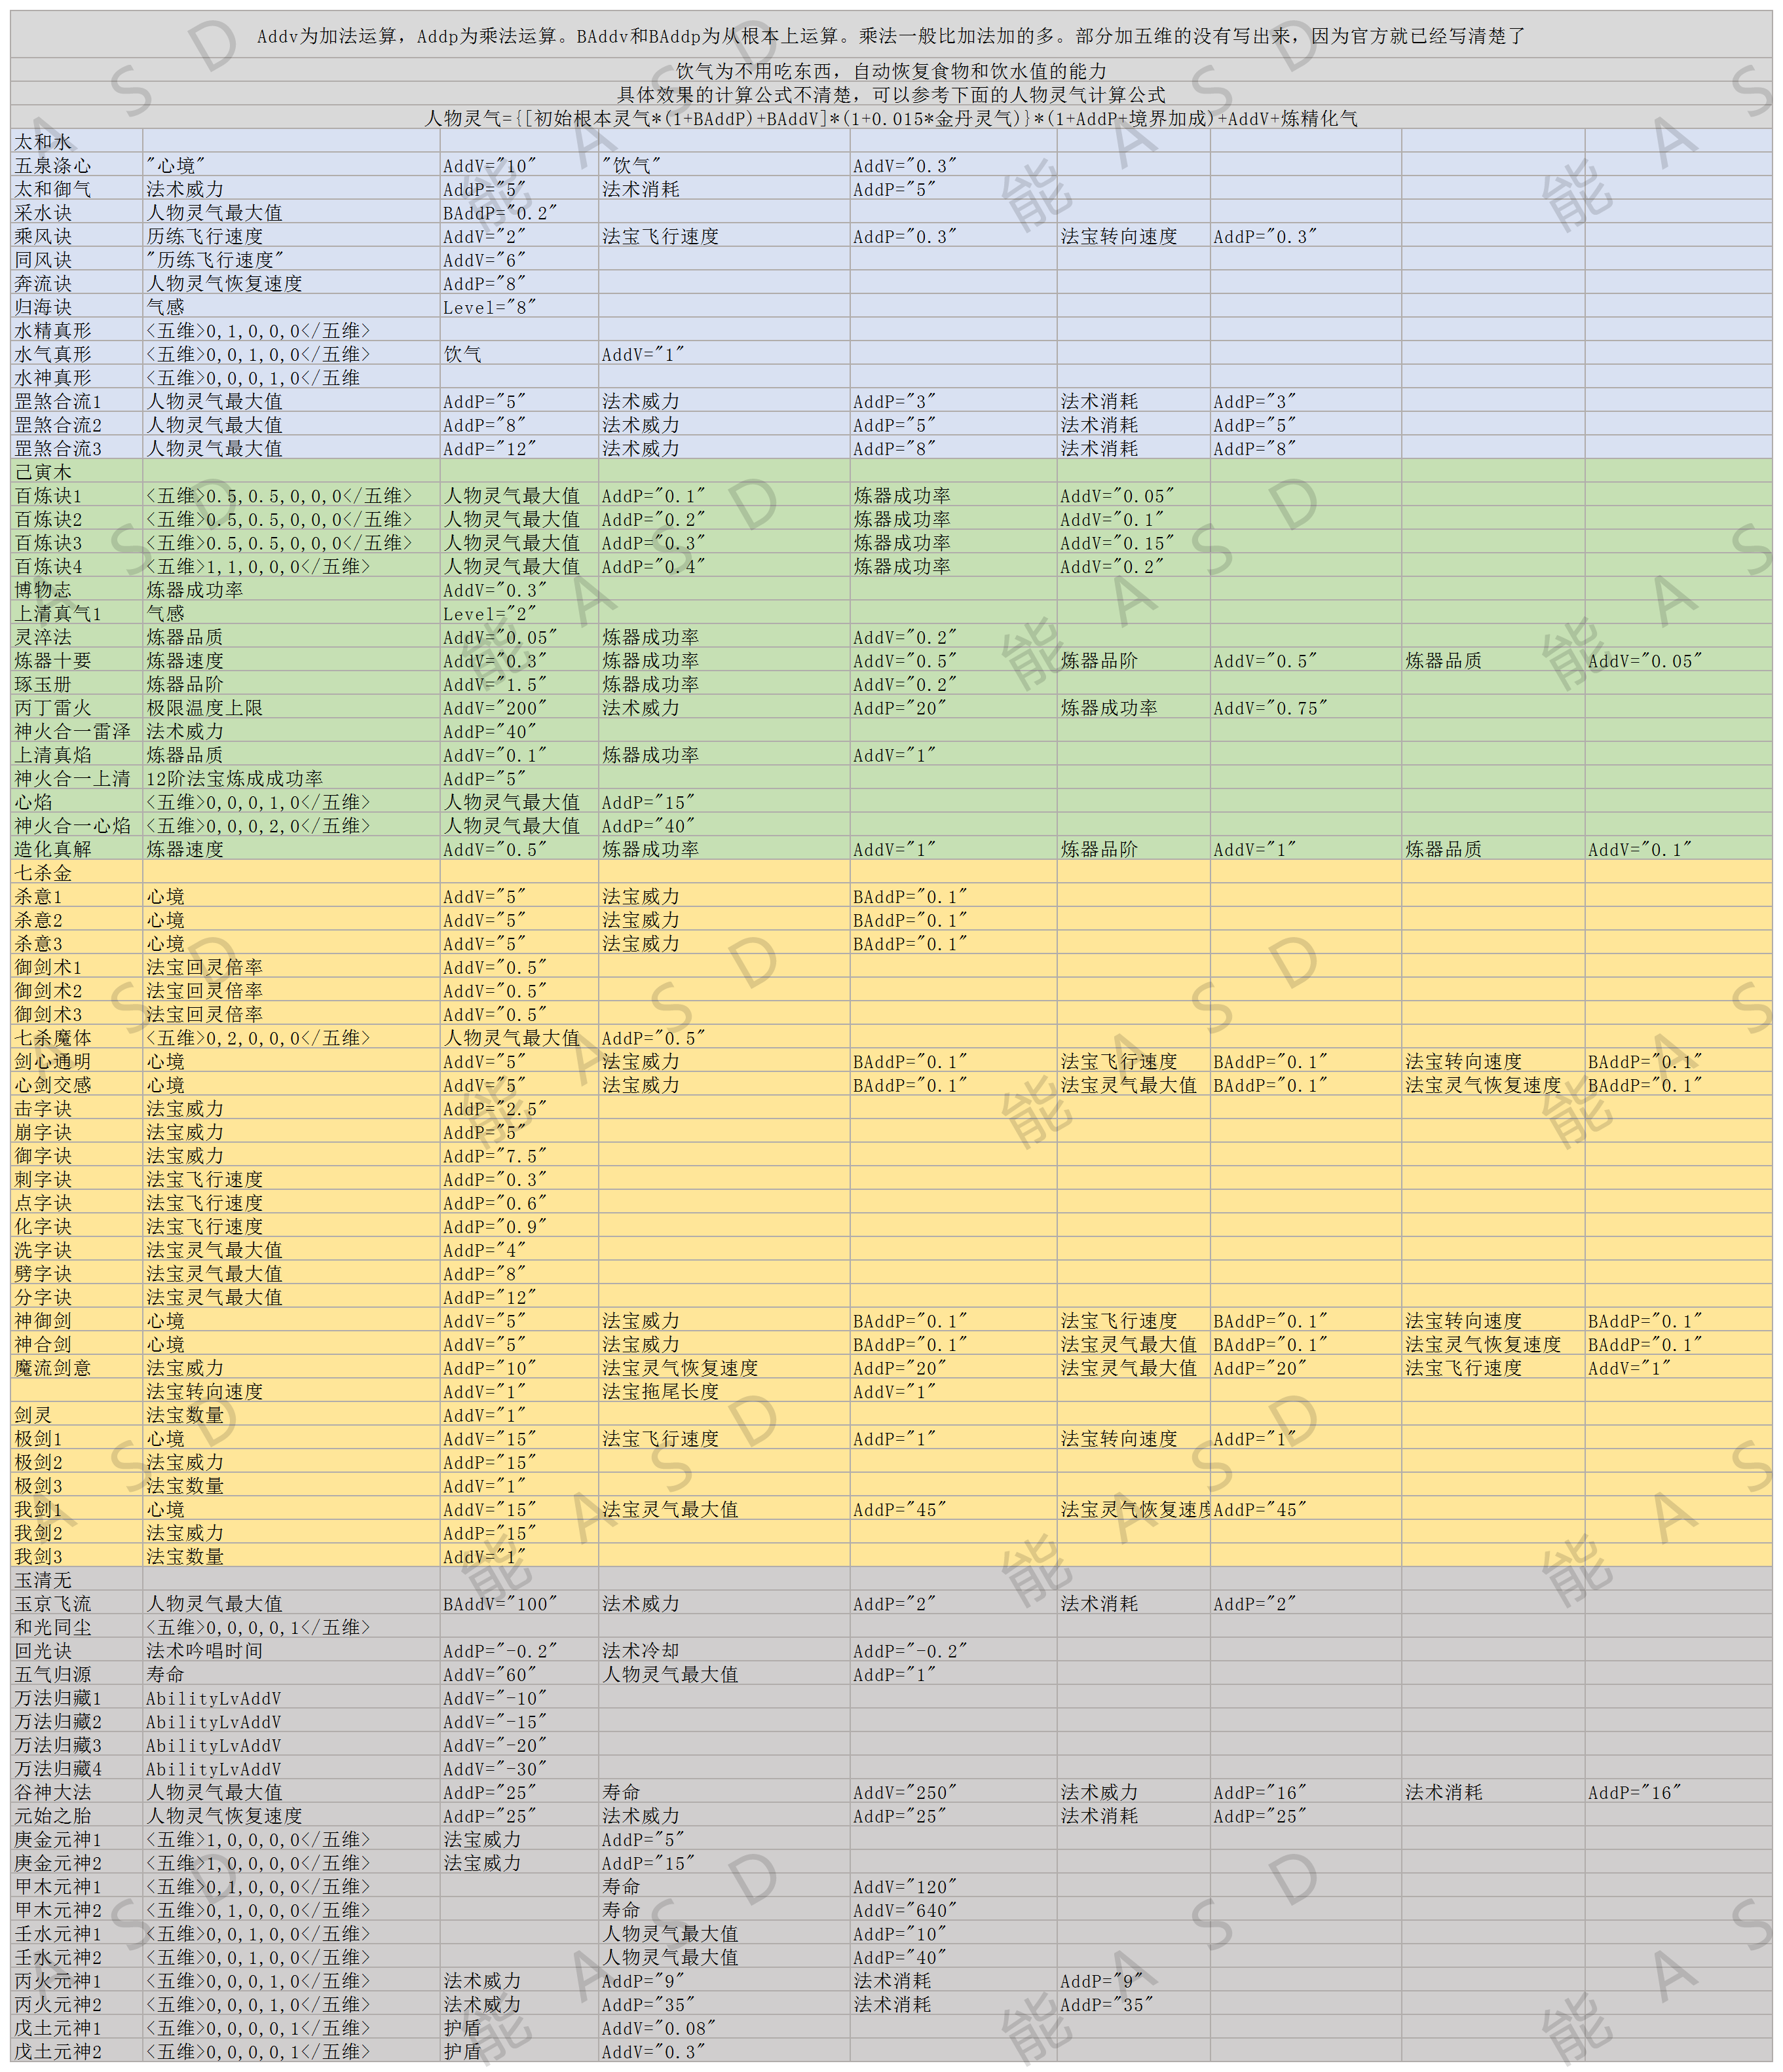 Addv为加法运算，Addp为乘法运算。BAddv和BAddp为从根本上运算。乘法一般比加法加的多。部分加五维的没有写出来，因为官方就已经写清楚了
饮气为不用吃东西，自动恢复食物和饮水值的能力
具体效果的计算公式不清楚，可以参考下面的人物灵气计算公式
人物灵气={[初始根本灵气*(1+BAddP)+BAddV]*(1+0.015*金丹灵气)}*(1+AddP+境界加成)+AddV+炼精化气
太和水
五泉涤心 "心境" AddV="10" "饮气" AddV="0.3"
太和御气 法术威力 AddP="5" 法术消耗 AddP="5"
采水诀 人物灵气最大值 BAddP="0.2"
乘风诀 历练飞行速度 AddV="2" 法宝飞行速度 AddP="0.3" 法宝转向速度 AddP="0.3"
同风诀 "历练飞行速度" AddV="6"
奔流诀 人物灵气恢复速度 AddP="8"
归海诀 气感 Level="8"
水精真形 <五维>0,1,0,0,0</五维>
水气真形 <五维>0,0,1,0,0</五维> 饮气 AddV="1"
水神真形 <五维>0,0,0,1,0</五维
罡煞合流1 人物灵气最大值 AddP="5" 法术威力 AddP="3" 法术消耗 AddP="3"
罡煞合流2 人物灵气最大值 AddP="8" 法术威力 AddP="5" 法术消耗 AddP="5"
罡煞合流3 人物灵气最大值 AddP="12" 法术威力 AddP="8" 法术消耗 AddP="8"
己寅木
百炼诀1 <五维>0.5,0.5,0,0,0</五维> 人物灵气最大值 AddP="0.1" 炼器成功率 AddV="0.05"
百炼诀2 <五维>0.5,0.5,0,0,0</五维> 人物灵气最大值 AddP="0.2" 炼器成功率 AddV="0.1"
百炼诀3 <五维>0.5,0.5,0,0,0</五维> 人物灵气最大值 AddP="0.3" 炼器成功率 AddV="0.15"
百炼诀4 <五维>1,1,0,0,0</五维> 人物灵气最大值 AddP="0.4" 炼器成功率 AddV="0.2"
博物志 炼器成功率 AddV="0.3"
上清真气1 气感 Level="2"
灵淬法 炼器品质 AddV="0.05" 炼器成功率 AddV="0.2"
炼器十要 炼器速度 AddV="0.3" 炼器成功率 AddV="0.5" 炼器品阶 AddV="0.5" 炼器品质 AddV="0.05"
琢玉册 炼器品阶 AddV="1.5" 炼器成功率 AddV="0.2"
丙丁雷火 极限温度上限 AddV="200" 法术威力 AddP="20" 炼器成功率 AddV="0.75"
神火合一雷泽 法术威力 AddP="40"
上清真焰 炼器品质 AddV="0.1" 炼器成功率 AddV="1"
神火合一上清 12阶法宝炼成成功率 AddP="5"
心焰 <五维>0,0,0,1,0</五维> 人物灵气最大值 AddP="15"
神火合一心焰 <五维>0,0,0,2,0</五维> 人物灵气最大值 AddP="40"
造化真解 炼器速度 AddV="0.5" 炼器成功率 AddV="1" 炼器品阶 AddV="1" 炼器品质 AddV="0.1"
七杀金
杀意1 心境 AddV="5" 法宝威力 BAddP="0.1"
杀意2 心境 AddV="5" 法宝威力 BAddP="0.1"
杀意3 心境 AddV="5" 法宝威力 BAddP="0.1"
御剑术1 法宝回灵倍率 AddV="0.5"
御剑术2 法宝回灵倍率 AddV="0.5"
御剑术3 法宝回灵倍率 AddV="0.5"
七杀魔体 <五维>0,2,0,0,0</五维> 人物灵气最大值 AddP="0.5"
剑心通明 心境 AddV="5" 法宝威力 BAddP="0.1" 法宝飞行速度 BAddP="0.1" 法宝转向速度 BAddP="0.1"
心剑交感 心境 AddV="5" 法宝威力 BAddP="0.1" 法宝灵气最大值 BAddP="0.1" 法宝灵气恢复速度 BAddP="0.1"
击字诀 法宝威力 AddP="2.5"
崩字诀 法宝威力 AddP="5"
御字诀 法宝威力 AddP="7.5"
刺字诀 法宝飞行速度 AddP="0.3"
点字诀 法宝飞行速度 AddP="0.6"
化字诀 法宝飞行速度 AddP="0.9"
洗字诀 法宝灵气最大值 AddP="4"
劈字诀 法宝灵气最大值 AddP="8"
分字诀 法宝灵气最大值 AddP="12"
神御剑 心境 AddV="5" 法宝威力 BAddP="0.1" 法宝飞行速度 BAddP="0.1" 法宝转向速度 BAddP="0.1"
神合剑 心境 AddV="5" 法宝威力 BAddP="0.1" 法宝灵气最大值 BAddP="0.1" 法宝灵气恢复速度 BAddP="0.1"
魔流剑意 法宝威力 AddP="10" 法宝灵气恢复速度 AddP="20" 法宝灵气最大值 AddP="20" 法宝飞行速度 AddV="1"
法宝转向速度 AddV="1" 法宝拖尾长度 AddV="1"
剑灵 法宝数量 AddV="1"
极剑1 心境 AddV="15" 法宝飞行速度 AddP="1" 法宝转向速度 AddP="1"
极剑2 法宝威力 AddP="15"
极剑3 法宝数量 AddV="1"
我剑1 心境 AddV="15" 法宝灵气最大值 AddP="45" 法宝灵气恢复速度 AddP="45"
我剑2 法宝威力 AddP="15"
我剑3 法宝数量 AddV="1"
玉清无
玉京飞流 人物灵气最大值 BAddV="100" 法术威力 AddP="2" 法术消耗 AddP="2"
和光同尘 <五维>0,0,0,0,1</五维>
回光诀 法术吟唱时间 AddP="-0.2" 法术冷却 AddP="-0.2"
五气归源 寿命 AddV="60" 人物灵气最大值 AddP="1"
万法归藏1 AbilityLvAddV AddV="-10"
万法归藏2 AbilityLvAddV AddV="-15"
万法归藏3 AbilityLvAddV AddV="-20"
万法归藏4 AbilityLvAddV AddV="-30"
谷神大法 人物灵气最大值 AddP="25" 寿命 AddV="250" 法术威力 AddP="16" 法术消耗 AddP="16"
元始之胎 人物灵气恢复速度 AddP="25" 法术威力 AddP="25" 法术消耗 AddP="25"
庚金元神1 <五维>1,0,0,0,0</五维> 法宝威力 AddP="5"
庚金元神2 <五维>1,0,0,0,0</五维> 法宝威力 AddP="15"
甲木元神1 <五维>0,1,0,0,0</五维> 寿命 AddV="120"
甲木元神2 <五维>0,1,0,0,0</五维> 寿命 AddV="640"
壬水元神1 <五维>0,0,1,0,0</五维> 人物灵气最大值 AddP="10"
壬水元神2 <五维>0,0,1,0,0</五维> 人物灵气最大值 AddP="40"
丙火元神1 <五维>0,0,0,1,0</五维> 法术威力 AddP="9" 法术消耗 AddP="9"
丙火元神2 <五维>0,0,0,1,0</五维> 法术威力 AddP="35" 法术消耗 AddP="35"
戊土元神1 <五维>0,0,0,0,1</五维> 护盾 AddV="0.08"
戊土元神2 <五维>0,0,0,0,1</五维> 护盾 AddV="0.3"
能ASD